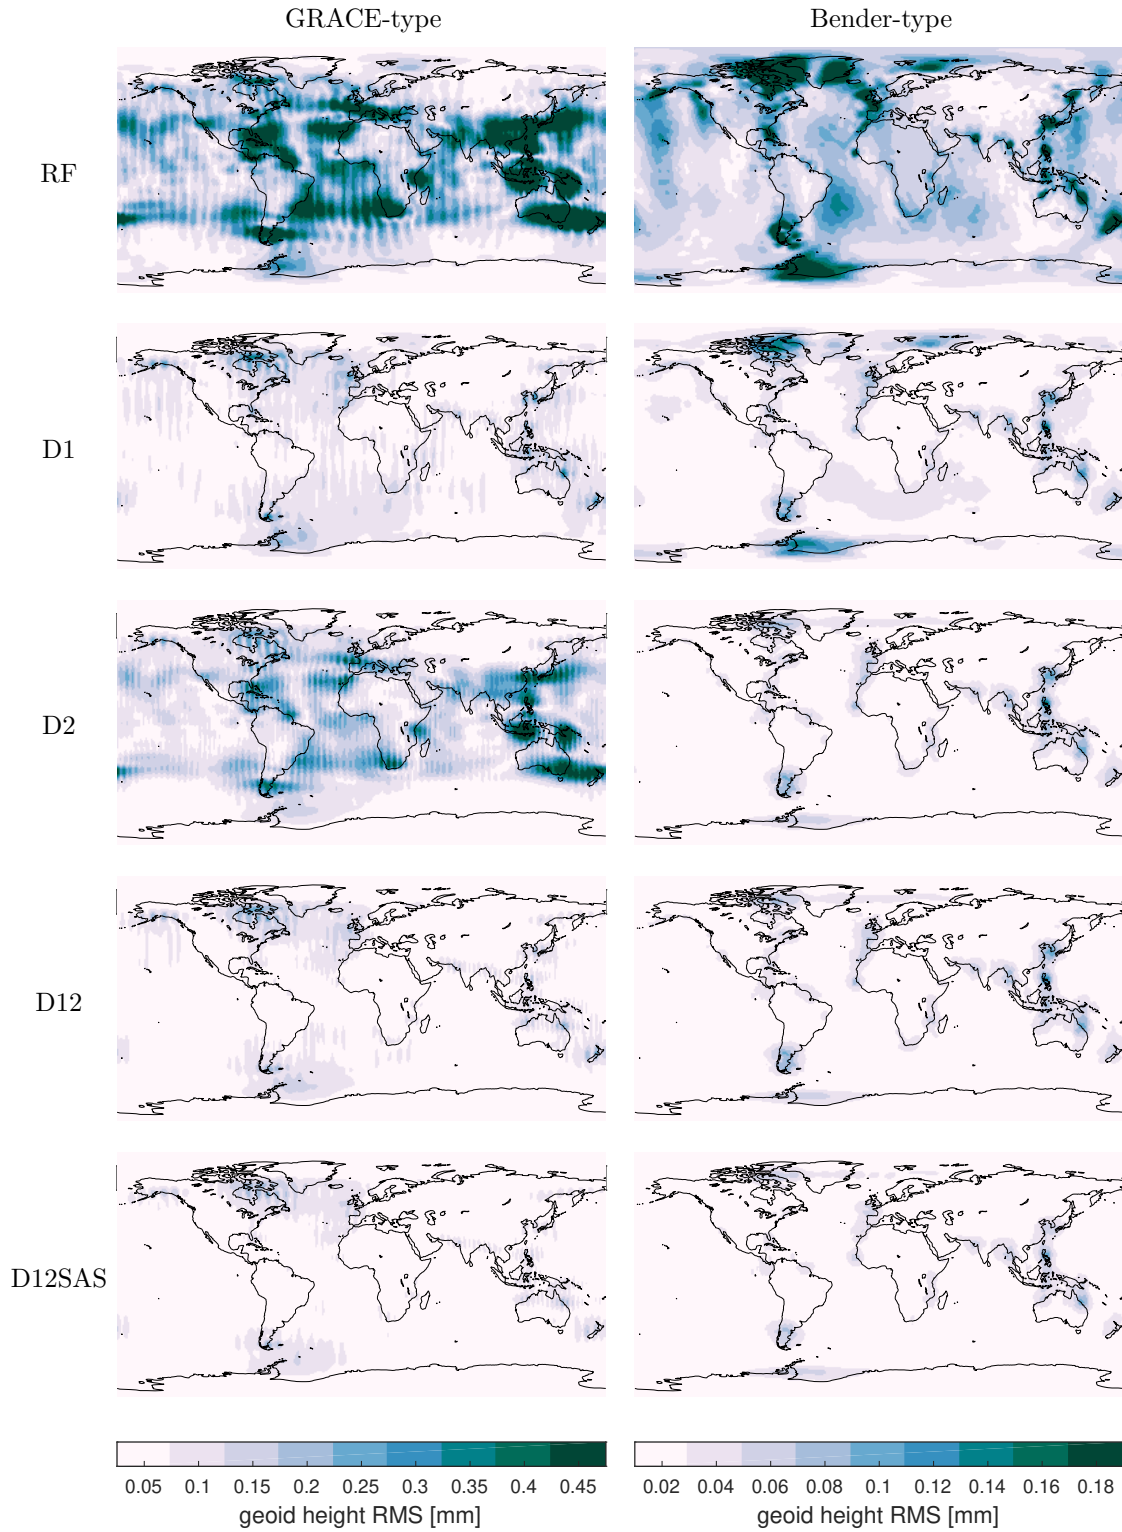 GRACE-type Bender-type
RF
D1
D2
D12
D12SAS
0.05 0.1 0.15 0.2 0.25 0.3 0.35 0.4 0.45
geoid height RMS [mm]
0.02 0.04 0.06 0.08 0.1 0.12 0.14 0.16 0.18
geoid height RMS [mm]